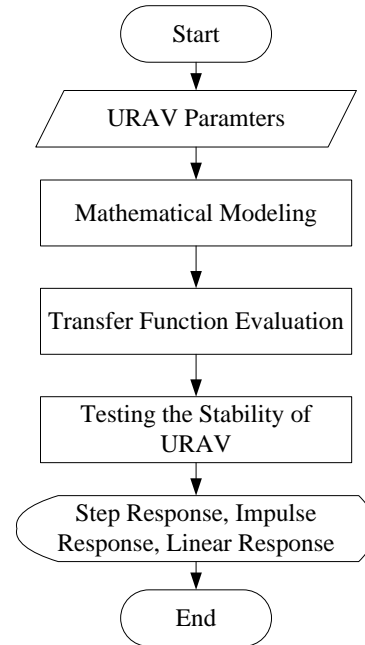 Start
URAV Paramters
Mathematical Modeling
Transfer Function Evaluation
Testing the Stability of
URAV
Step Response, Impulse
Response, Linear Response
End